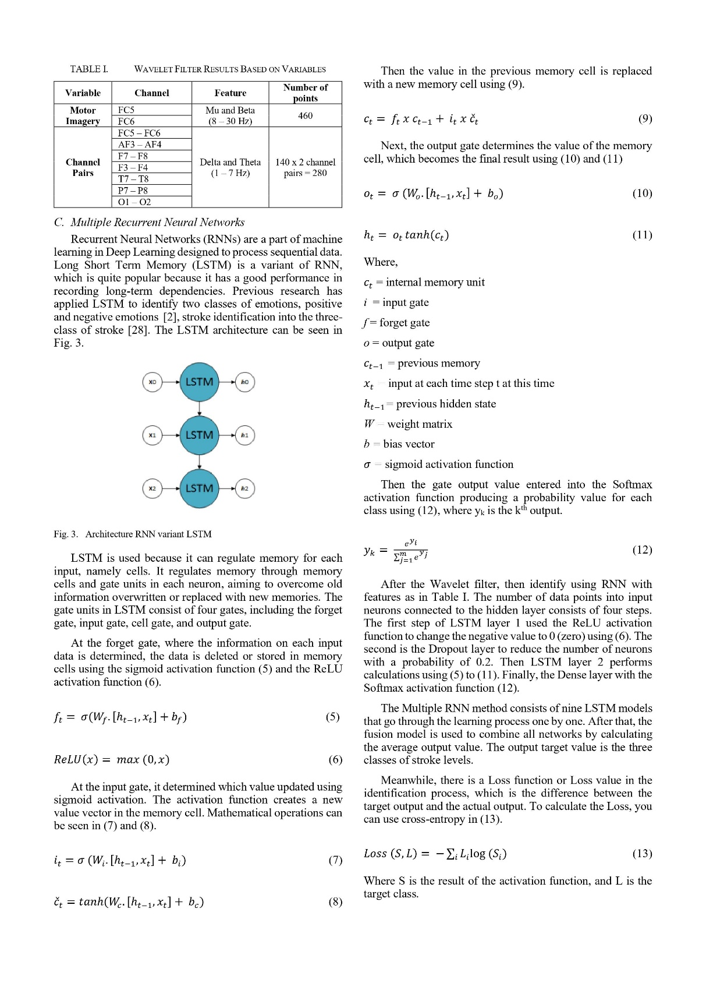 TABLE I. WAVELET FILTER RESULTS BASED ON VARIABLES
Variable Channel Feature Number of points
Motor Imagery FC5 Mu and Beta (8 – 30 Hz) 460
FC6
Channel Pairs FC5 – FC6 Delta and Theta (1 – 7 Hz) 140 x 2 channel pairs = 280
AF3 – AF4
F7 – F8
F3 – F4
T7 – T8
P7 – P8
O1 – O2
C. Multiple Recurrent Neural Networks
Recurrent Neural Networks (RNNs) are a part of machine
learning in Deep Learning designed to process sequential data.
Long Short Term Memory (LSTM) is a variant of RNN,
which is quite popular because it has a good performance in
recording long-term dependencies. Previous research has
applied LSTM to identify two classes of emotions, positive
and negative emotions [2], stroke identification into the three-
class of stroke [28]. The LSTM architecture can be seen in
Fig. 3.
x0 LSTM h0
x1 LSTM h1
x2 LSTM h2
Fig. 3. Architecture RNN variant LSTM
LSTM is used because it can regulate memory for each
input, namely cells. It regulates memory through memory
cells and gate units in each neuron, aiming to overcome old
information overwritten or replaced with new memories. The
gate units in LSTM consist of four gates, including the forget
gate, input gate, cell gate, and output gate.
At the forget gate, where the information on each input
data is determined, the data is deleted or stored in memory
cells using the sigmoid activation function (5) and the ReLU
activation function (6).
f_t = σ(W_f.[h_{t−1}, x_t] + b_f) (5)
ReLU(x) = max (0, x) (6)
At the input gate, it determined which value updated using
sigmoid activation. The activation function creates a new
value vector in the memory cell. Mathematical operations can
be seen in (7) and (8).
i_t = σ (W_i.[h_{t−1}, x_t] + b_i) (7)
č_t = tanh(W_c.[h_{t−1}, x_t] + b_c) (8)
Then the value in the previous memory cell is replaced
with a new memory cell using (9).
c_t = f_t x c_{t−1} + i_t x č_t (9)
Next, the output gate determines the value of the memory
cell, which becomes the final result using (10) and (11)
o_t = σ (W_o.[h_{t−1}, x_t] + b_o) (10)
h_t = o_t tanh(c_t) (11)
Where,
c_t = internal memory unit
i = input gate
f = forget gate
o = output gate
c_{t−1} = previous memory
x_t = input at each time step t at this time
h_{t−1} = previous hidden state
W = weight matrix
b = bias vector
σ = sigmoid activation function
Then the gate output value entered into the Softmax
activation function producing a probability value for each
class using (12), where y_k is the k^th output.
y_k = e^{y_i} / ∑_{j=1}^{m} e^{y_j} (12)
After the Wavelet filter, then identify using RNN with
features as in Table I. The number of data points into input
neurons connected to the hidden layer consists of four steps.
The first step of LSTM layer 1 used the ReLU activation
function to change the negative value to 0 (zero) using (6). The
second is the Dropout layer to reduce the number of neurons
with a probability of 0.2. Then LSTM layer 2 performs
calculations using (5) to (11). Finally, the Dense layer with the
Softmax activation function (12).
The Multiple RNN method consists of nine LSTM models
that go through the learning process one by one. After that, the
fusion model is used to combine all networks by calculating
the average output value. The output target value is the three
classes of stroke levels.
Meanwhile, there is a Loss function or Loss value in the
identification process, which is the difference between the
target output and the actual output. To calculate the Loss, you
can use cross-entropy in (13).
Loss (S, L) = − ∑_i L_i log (S_i) (13)
Where S is the result of the activation function, and L is the
target class.